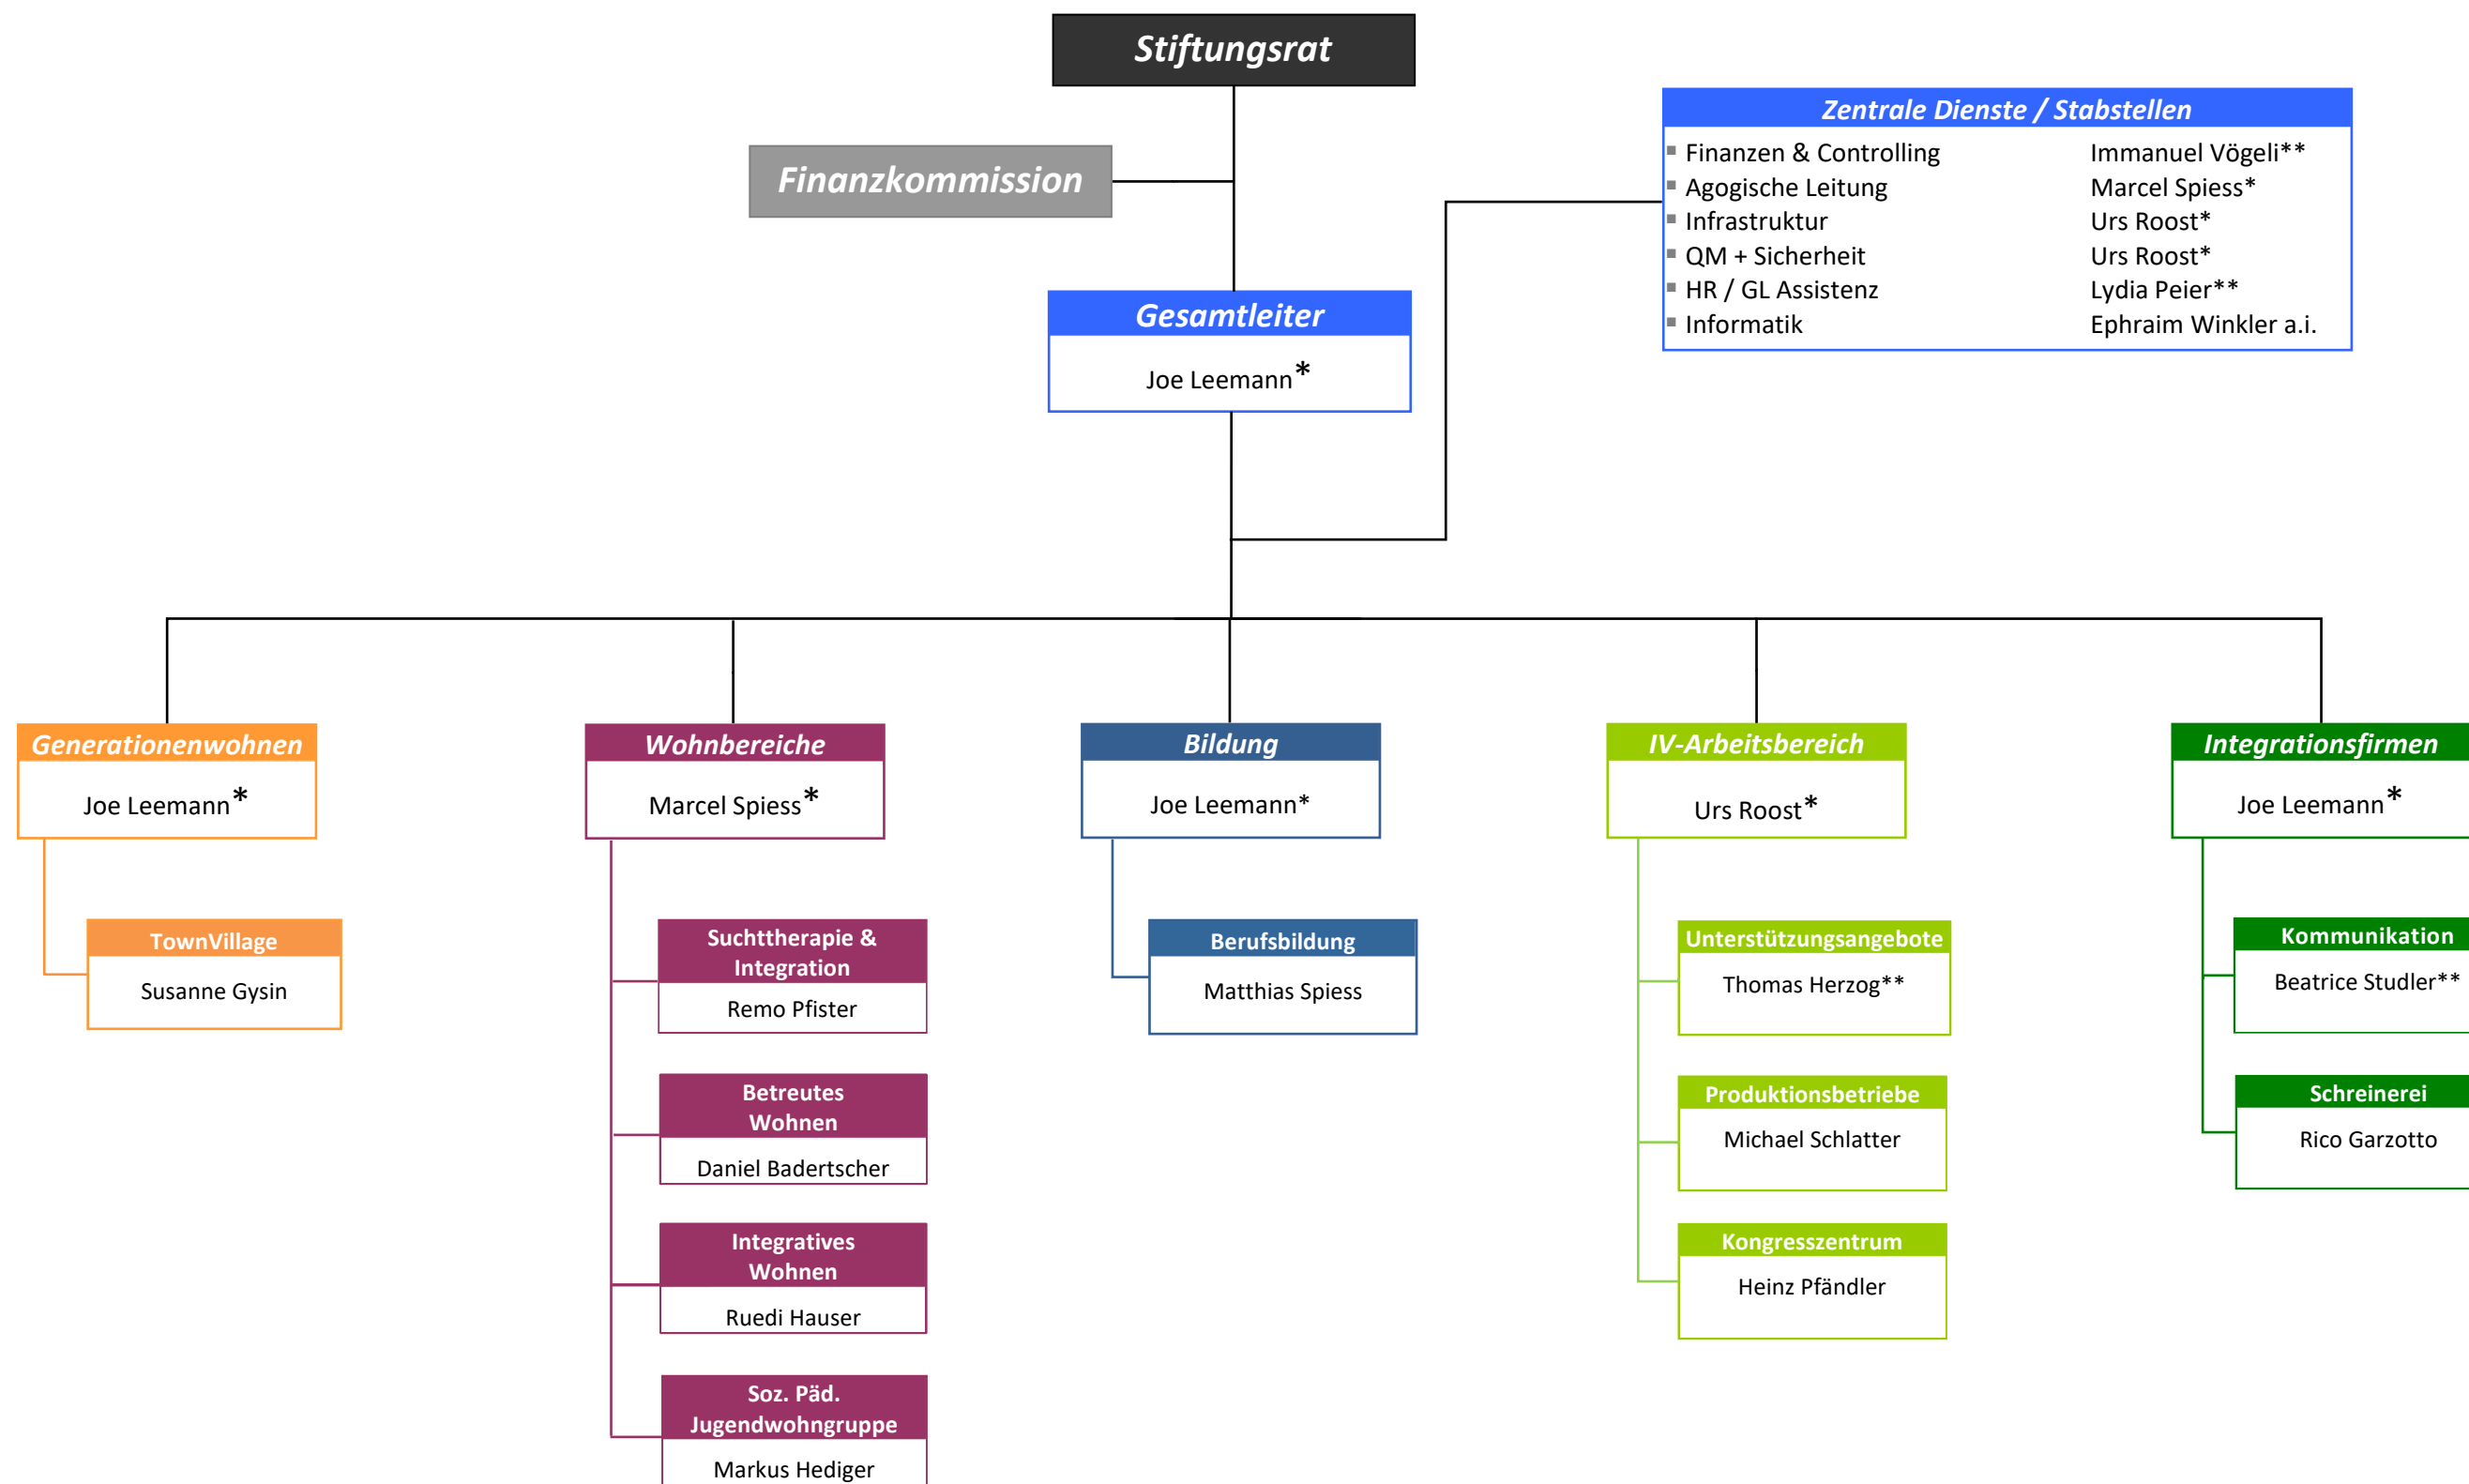 Stiftungsrat
Finanzkommission
Zentrale Dienste / Stabstellen
▪ Finanzen & Controlling Immanuel Vögeli**
▪ Agogische Leitung Marcel Spiess*
▪ Infrastruktur Urs Roost*
▪ QM + Sicherheit Urs Roost*
▪ HR / GL Assistenz Lydia Peier**
▪ Informatik Ephraim Winkler a.i.
Gesamtleiter
Joe Leemann*
Generationenwohnen
Joe Leemann*
TownVillage
Susanne Gysin
Wohnbereiche
Marcel Spiess*
Suchttherapie &
Integration
Remo Pfister
Betreutes
Wohnen
Daniel Badertscher
Integratives
Wohnen
Ruedi Hauser
Soz. Päd.
Jugendwohngruppe
Markus Hediger
Bildung
Joe Leemann*
Berufsbildung
Matthias Spiess
IV-Arbeitsbereich
Urs Roost*
Unterstützungsangebote
Thomas Herzog**
Produktionsbetriebe
Michael Schlatter
Kongresszentrum
Heinz Pfändler
Integrationsfirmen
Joe Leemann*
Kommunikation
Beatrice Studler**
Schreinerei
Rico Garzotto